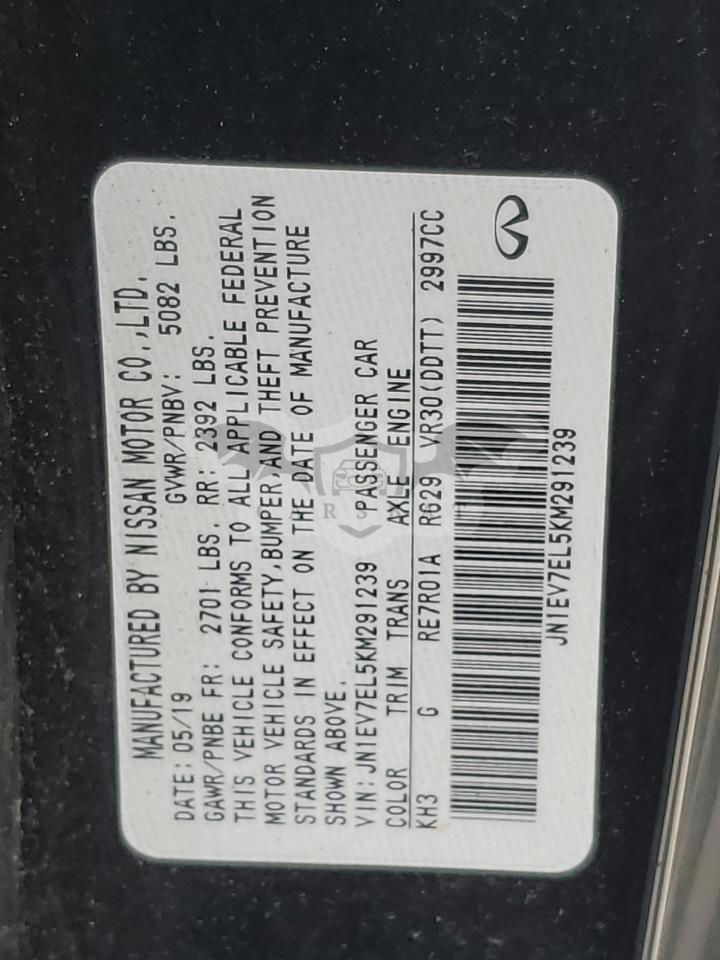 MANUFACTURED BY NISSAN MOTOR CO.,LTD.
DATE: 05/19 GVWR/PNBV: 5082 LBS.
GAWR/PNBE FR: 2701 LBS. RR: 2392 LBS.
THIS VEHICLE CONFORMS TO ALL APPLICABLE FEDERAL
MOTOR VEHICLE SAFETY,BUMPER,AND THEFT PREVENTION
STANDARDS IN EFFECT ON THE DATE OF MANUFACTURE
SHOWN ABOVE.
VIN: JN1EV7EL5KM291239 PASSENGER CAR
COLOR TRIM TRANS AXLE ENGINE
KH3 G RE7R01A R629 VR30(DDTT) 2997CC
JN1EV7EL5KM291239